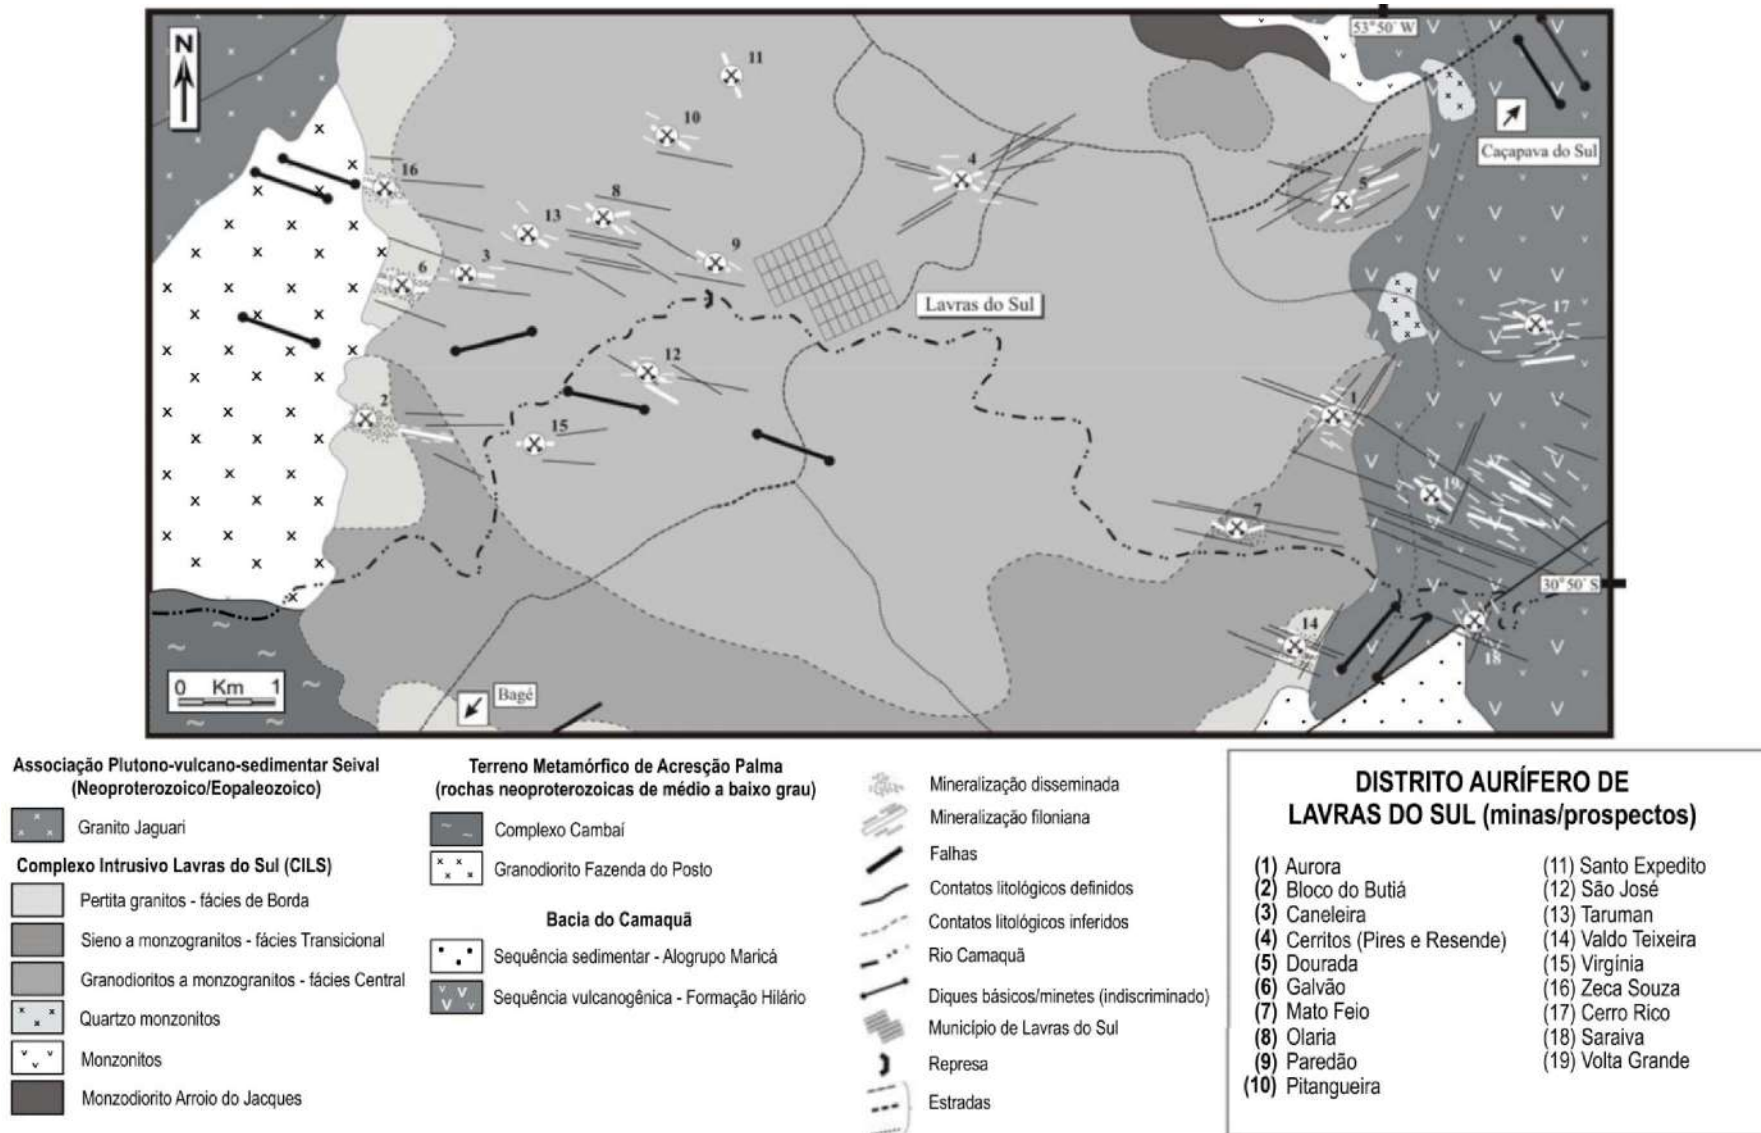 N
53°50' W
11
10
Caçapava do Sul
16
4
5
8
13
9
3
6
Lavras do Sul
17
12
2
1
15
19
7
30°50' S
14
18
0 Km 1
Bagé
Associação Plutono-vulcano-sedimentar Seival
(Neoproterozoico/Eopaleozoico)
Granito Jaguari
Complexo Intrusivo Lavras do Sul (CILS)
Pertita granitos - fácies de Borda
Sieno a monzogranitos - fácies Transicional
Granodioritos a monzogranitos - fácies Central
Quartzo monzonitos
Monzonitos
Monzodiorito Arroio do Jacques
Terreno Metamórfico de Acresção Palma
(rochas neoproterozoicas de médio a baixo grau)
Complexo Cambaí
Granodiorito Fazenda do Posto
Bacia do Camaquã
Sequência sedimentar - Alogrupo Maricá
Sequência vulcanogênica - Formação Hilário
Mineralização disseminada
Mineralização filoniana
Falhas
Contatos litológicos definidos
Contatos litológicos inferidos
Rio Camaquã
Diques básicos/minetes (indiscriminado)
Município de Lavras do Sul
Represa
Estradas
DISTRITO AURÍFERO DE
LAVRAS DO SUL (minas/prospectos)
(1) Aurora
(2) Bloco do Butiá
(3) Caneleira
(4) Cerritos (Pires e Resende)
(5) Dourada
(6) Galvão
(7) Mato Feio
(8) Olaria
(9) Paredão
(10) Pitangueira
(11) Santo Expedito
(12) São José
(13) Taruman
(14) Valdo Teixeira
(15) Virgínia
(16) Zeca Souza
(17) Cerro Rico
(18) Saraiva
(19) Volta Grande